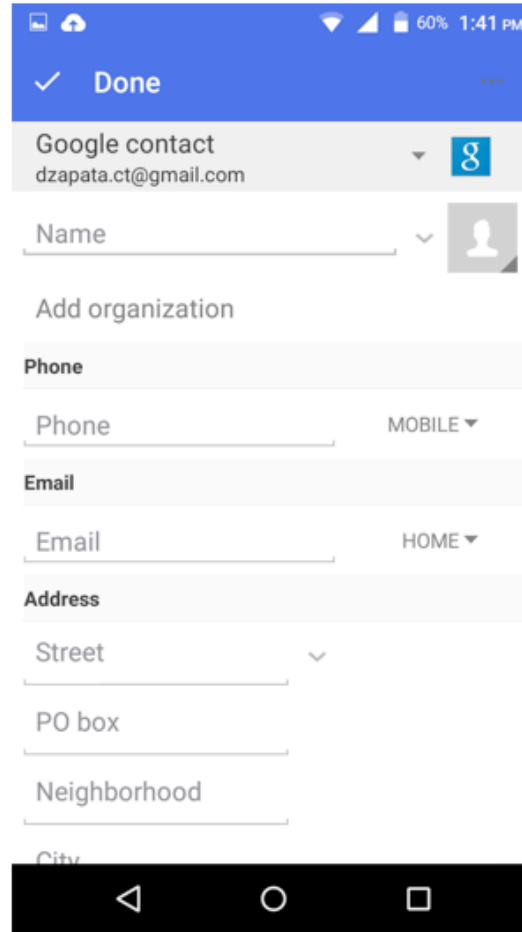 60% 1:41 PM
Done
Google contact
dzapata.ct@gmail.com
g
Name
Add organization
Phone
Phone MOBILE
Email
Email HOME
Address
Street
PO box
Neighborhood
City